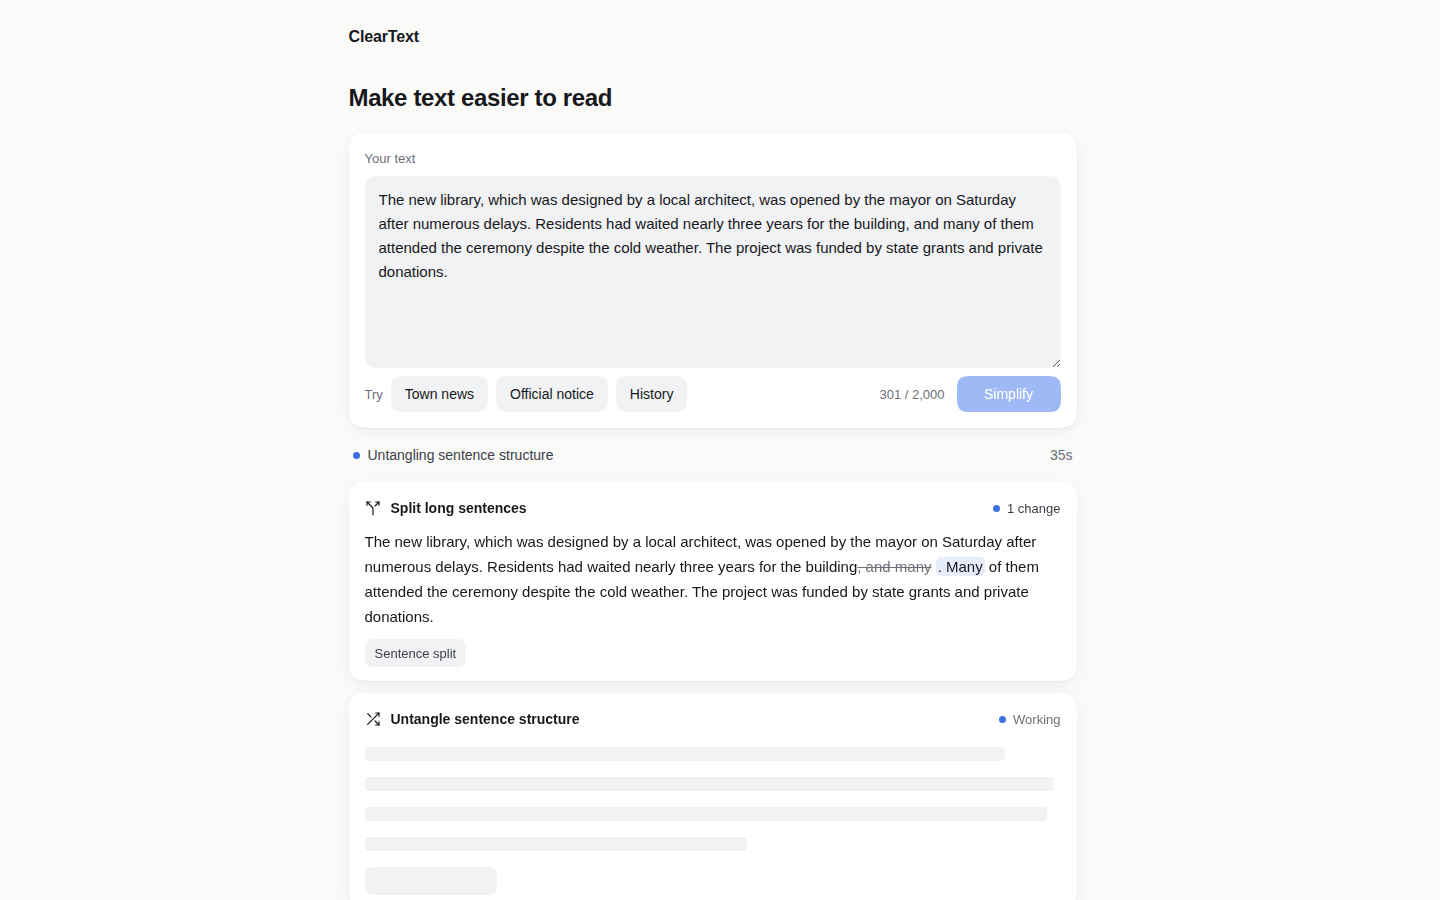 ClearText
Make text easier to read
Your text
The new library, which was designed by a local architect, was opened by the mayor on Saturday
after numerous delays. Residents had waited nearly three years for the building, and many of them
attended the ceremony despite the cold weather. The project was funded by state grants and private
donations.
Try Town news Official notice History 301 / 2,000 Simplify
Untangling sentence structure 35s
Split long sentences 1 change
The new library, which was designed by a local architect, was opened by the mayor on Saturday after
numerous delays. Residents had waited nearly three years for the building, and many . Many of them
attended the ceremony despite the cold weather. The project was funded by state grants and private
donations.
Sentence split
Untangle sentence structure Working